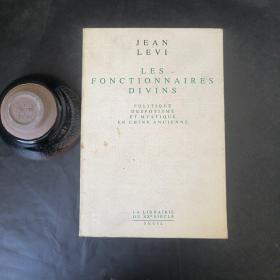 JEAN
LEVI
LES
FONCTIONNAIRES
DIVINS
POLITIQUE
DESPOTISME
ET MYSTIQUE
EN CHINE ANCIENNE
LA LIBRAIRIE
DU XXe SIÈCLE
SEUIL